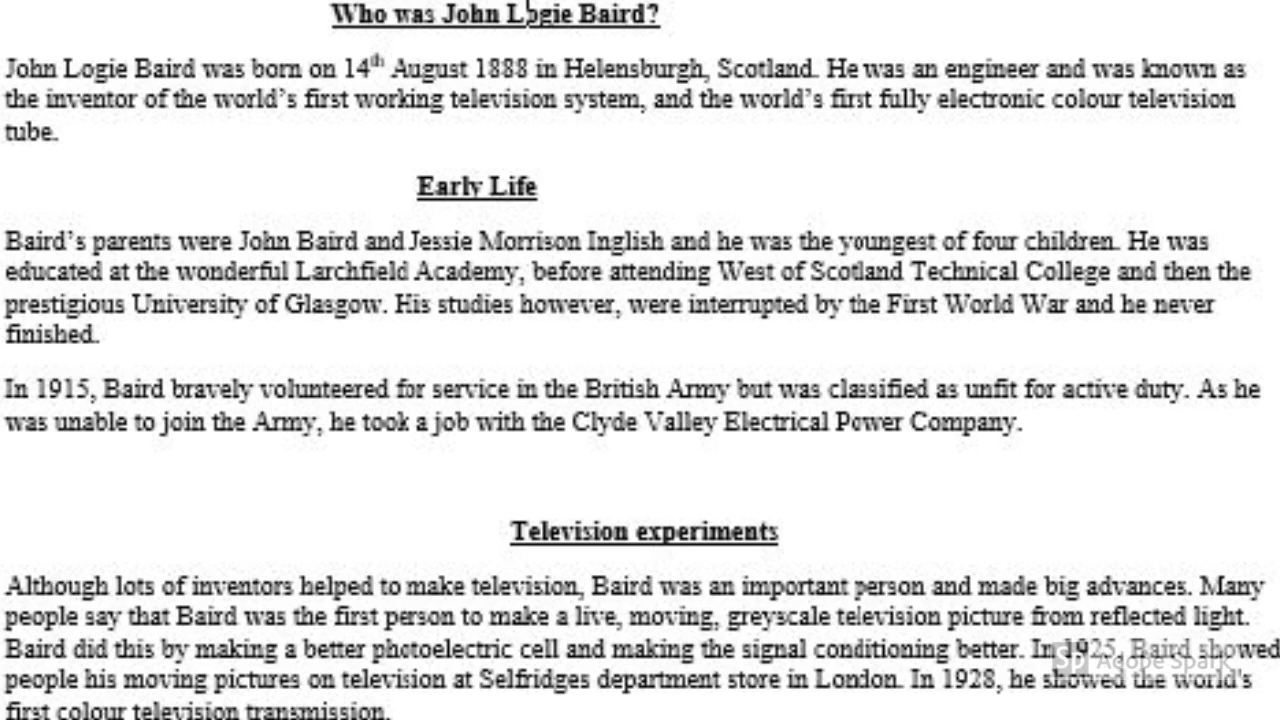 Who was John Logie Baird?
John Logie Baird was born on 14th August 1888 in Helensburgh, Scotland. He was an engineer and was known as
the inventor of the world's first working television system, and the world's first fully electronic colour television
tube.
Early Life
Baird's parents were John Baird and Jessie Morrison Inglish and he was the youngest of four children. He was
educated at the wonderful Larchfield Academy, before attending West of Scotland Technical College and then the
prestigious University of Glasgow. His studies however, were interrupted by the First World War and he never
finished.
In 1915, Baird bravely volunteered for service in the British Army but was classified as unfit for active duty. As he
was unable to join the Army, he took a job with the Clyde Valley Electrical Power Company.
Television experiments
Although lots of inventors helped to make television, Baird was an important person and made big advances. Many
people say that Baird was the first person to make a live, moving, greyscale television picture from reflected light.
Baird did this by making a better photoelectric cell and making the signal conditioning better. In 1925, Baird showed
Sp Adobe Spark
people his moving pictures on television at Selfridges department store in London. In 1928, he showed the world's
first colour television transmission.